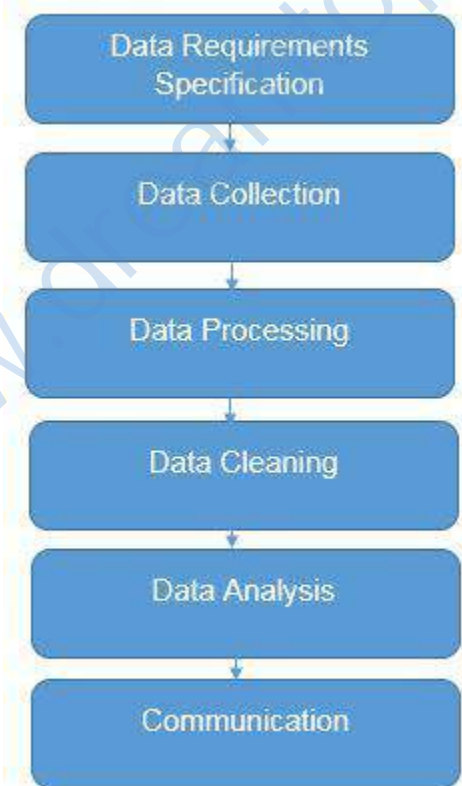 Data Requirements
Specification
Data Collection
Data Processing
Data Cleaning
Data Analysis
Communication